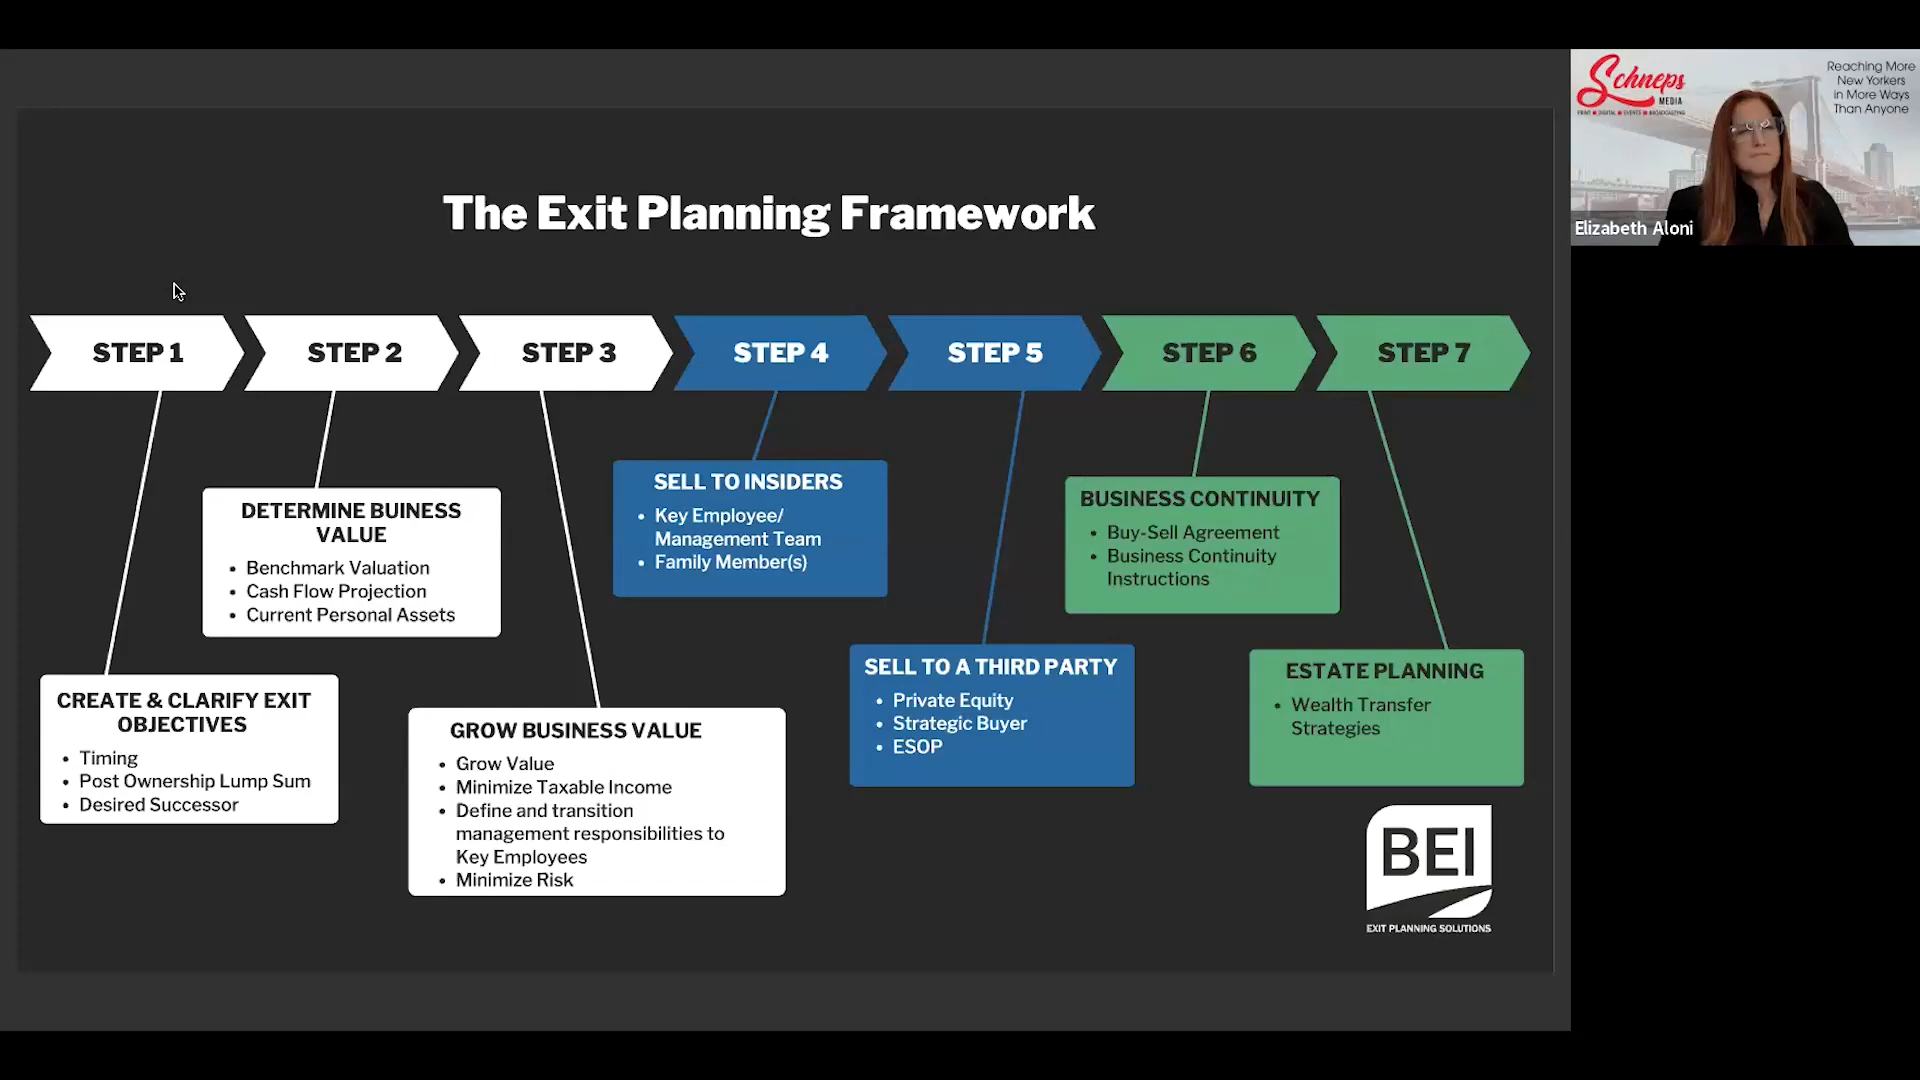 The Exit Planning Framework
STEP 1
STEP 2
STEP 3
STEP 4
STEP 5
STEP 6
STEP 7
CREATE & CLARIFY EXIT
OBJECTIVES
• Timing
• Post Ownership Lump Sum
• Desired Successor
DETERMINE BUINESS
VALUE
• Benchmark Valuation
• Cash Flow Projection
• Current Personal Assets
GROW BUSINESS VALUE
• Grow Value
• Minimize Taxable Income
• Define and transition
management responsibilities to
Key Employees
• Minimize Risk
SELL TO INSIDERS
• Key Employee/
Management Team
• Family Member(s)
SELL TO A THIRD PARTY
• Private Equity
• Strategic Buyer
• ESOP
BUSINESS CONTINUITY
• Buy-Sell Agreement
• Business Continuity
Instructions
ESTATE PLANNING
• Wealth Transfer
Strategies
BEI
EXIT PLANNING SOLUTIONS
Schneps
MEDIA
PRINT ■ DIGITAL ■ EVENTS ■ BROADCASTING
Reaching More
New Yorkers
in More Ways
Than Anyone
Elizabeth Aloni